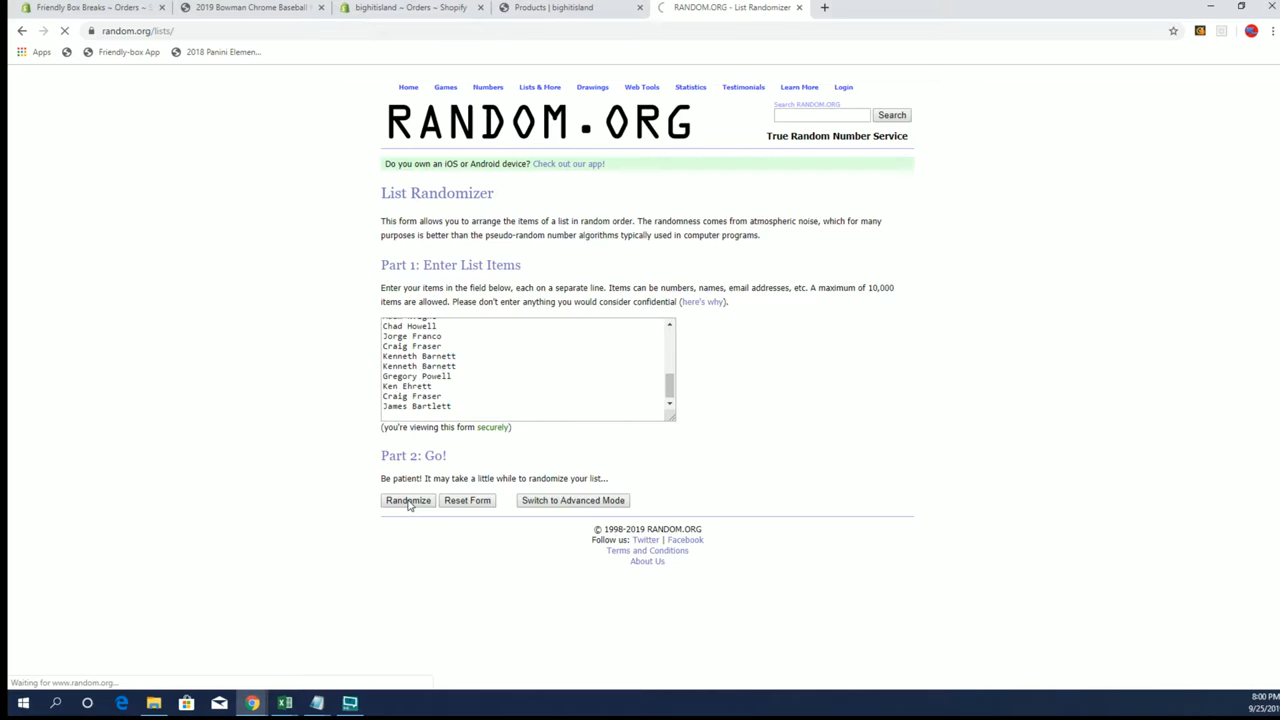 Friendly Box Breaks ~ Orders ~ S
2019 Bowman Chrome Baseball
bighitisland ~ Orders ~ Shopify
Products | bighitisland
RANDOM.ORG - List Randomizer
random.org/lists/
Apps
Friendly-box App
2018 Panini Elemen...
Home Games Numbers Lists & More Drawings Web Tools Statistics Testimonials Learn More Login
RANDOM.ORG
Search RANDOM.ORG
Search
True Random Number Service
Do you own an iOS or Android device? Check out our app!
List Randomizer
This form allows you to arrange the items of a list in random order. The randomness comes from atmospheric noise, which for many
purposes is better than the pseudo-random number algorithms typically used in computer programs.
Part 1: Enter List Items
Enter your items in the field below, each on a separate line. Items can be numbers, names, email addresses, etc. A maximum of 10,000
items are allowed. Please don't enter anything you would consider confidential (here's why).
Chad Howell
Jorge Franco
Craig Fraser
Kenneth Barnett
Kenneth Barnett
Gregory Powell
Ken Ehrett
Craig Fraser
James Bartlett
(you're viewing this form securely)
Part 2: Go!
Be patient! It may take a little while to randomize your list...
Randomize Reset Form Switch to Advanced Mode
© 1998-2019 RANDOM.ORG
Follow us: Twitter | Facebook
Terms and Conditions
About Us
Waiting for www.random.org...
8:00 PM
9/25/201